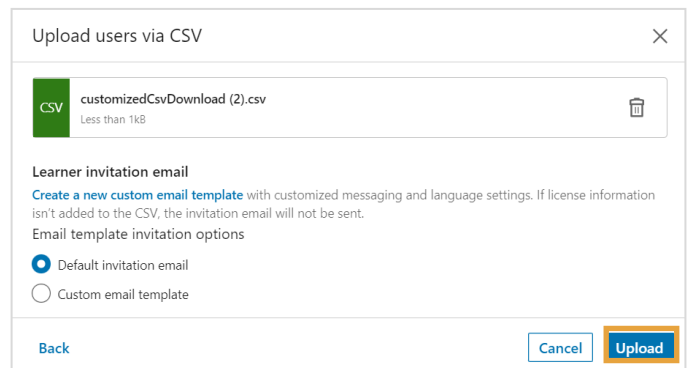 Upload users via CSV
CSV
customizedCsvDownload (2).csv
Less than 1kB
Learner invitation email
Create a new custom email template with customized messaging and language settings. If license information
isn't added to the CSV, the invitation email will not be sent.
Email template invitation options
Default invitation email
Custom email template
Back
Cancel
Upload